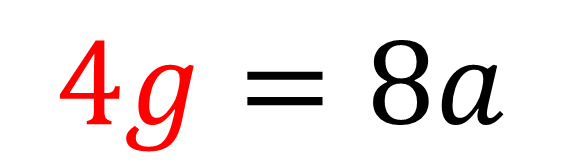 4g = 8a